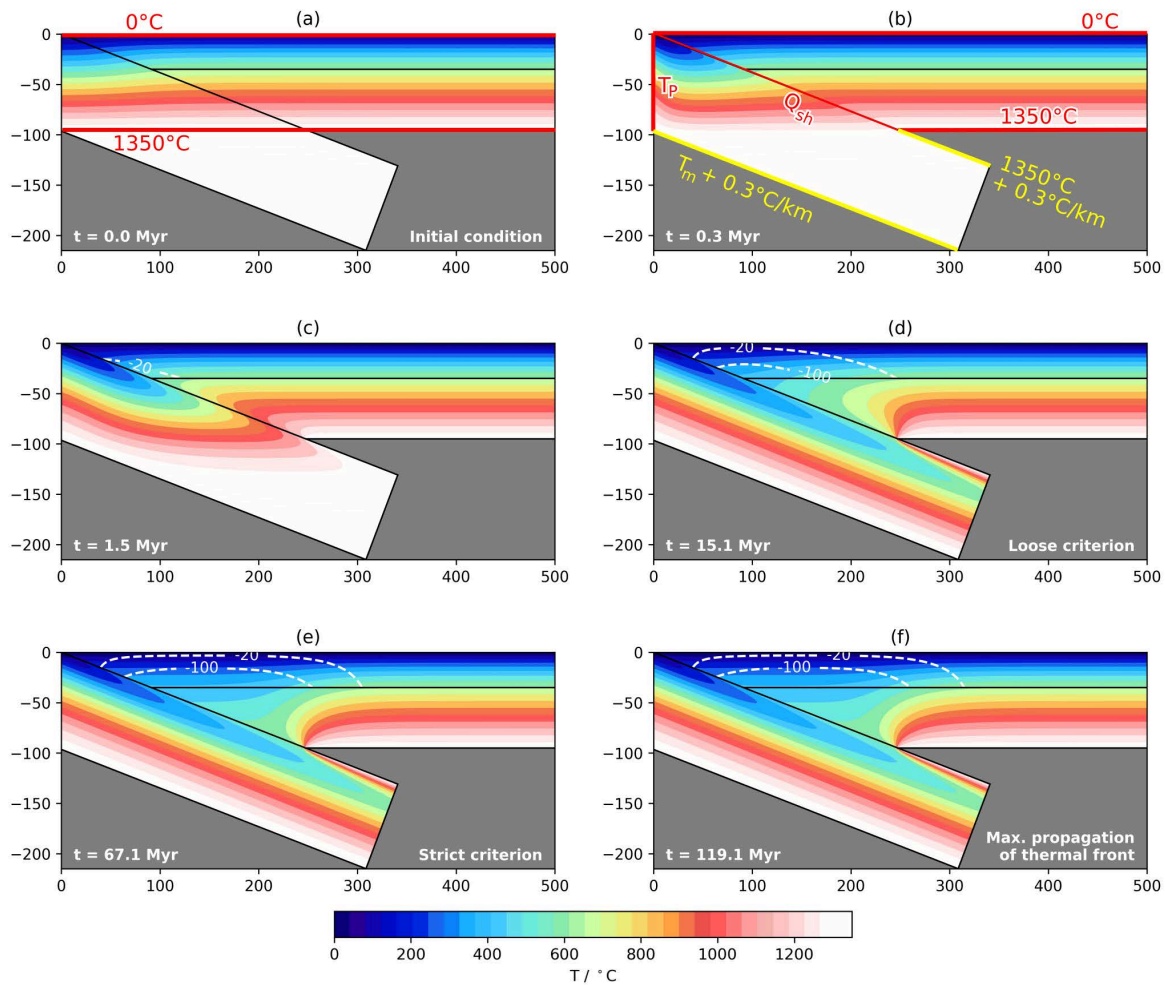 0°C
(a)
(b)
0°C
0
−50
−100
−150
−200
1350°C
t = 0.0 Myr
Initial condition
0
100
200
300
400
500
0
−50
−100
−150
−200
T_P
Q_sh
1350°C
T_m + 0.3°C/km
1350°C
+ 0.3°C/km
t = 0.3 Myr
0
100
200
300
400
500
(c)
0
−50
−100
−150
−200
-20
t = 1.5 Myr
0
100
200
300
400
500
(d)
0
−50
−100
−150
−200
-20
-100
t = 15.1 Myr
Loose criterion
0
100
200
300
400
500
(e)
0
−50
−100
−150
−200
-20
-100
t = 67.1 Myr
Strict criterion
0
100
200
300
400
500
(f)
0
−50
−100
−150
−200
-20
-100
t = 119.1 Myr
Max. propagation
of thermal front
0
100
200
300
400
500
0
200
400
600
800
1000
1200
T / °C